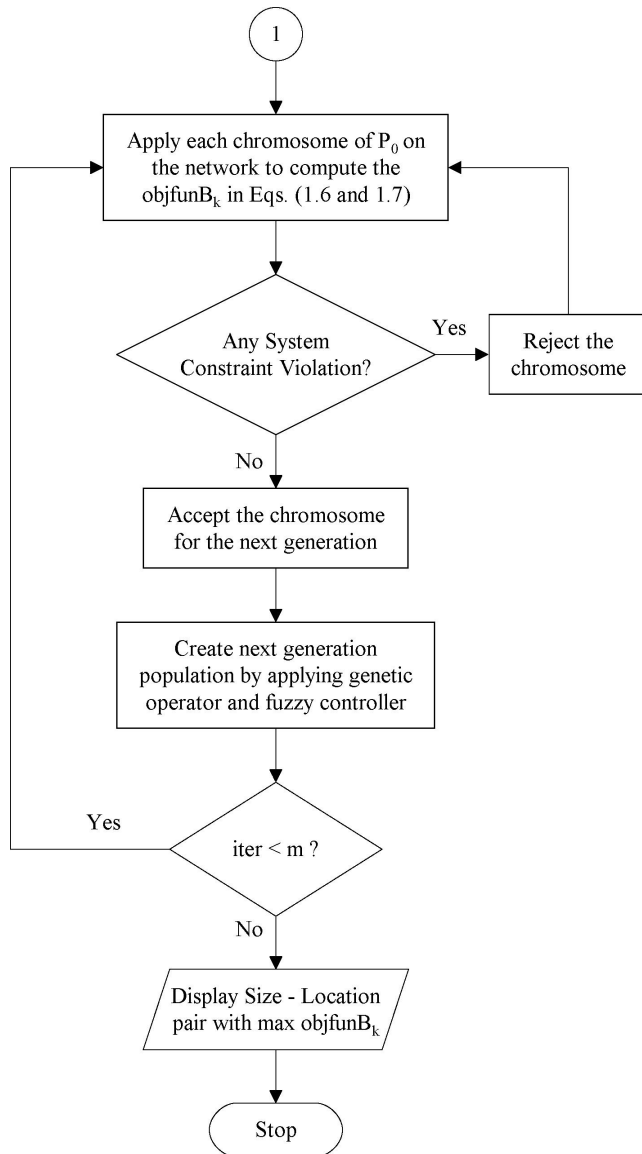 1
Apply each chromosome of P₀ on
the network to compute the
objfunBₖ in Eqs. (1.6 and 1.7)
Any System
Constraint Violation?
Yes
Reject the
chromosome
No
Accept the chromosome
for the next generation
Create next generation
population by applying genetic
operator and fuzzy controller
Yes
iter < m ?
No
Display Size - Location
pair with max objfunBₖ
Stop